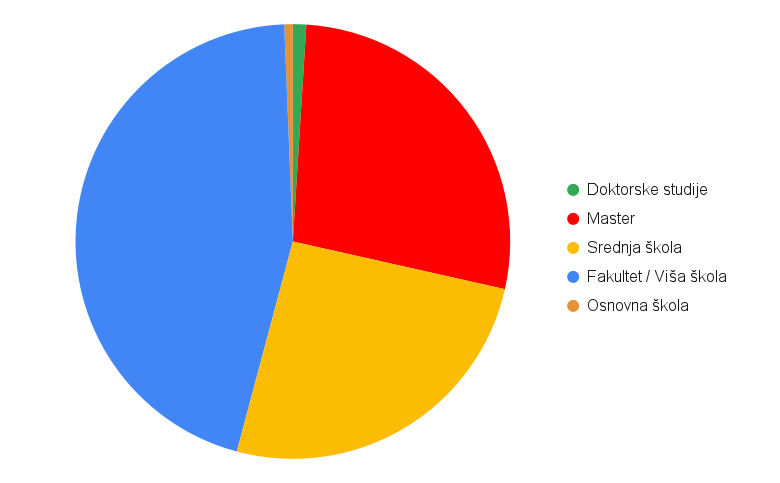 Doktorske studije
Master
Srednja škola
Fakultet / Viša škola
Osnovna škola